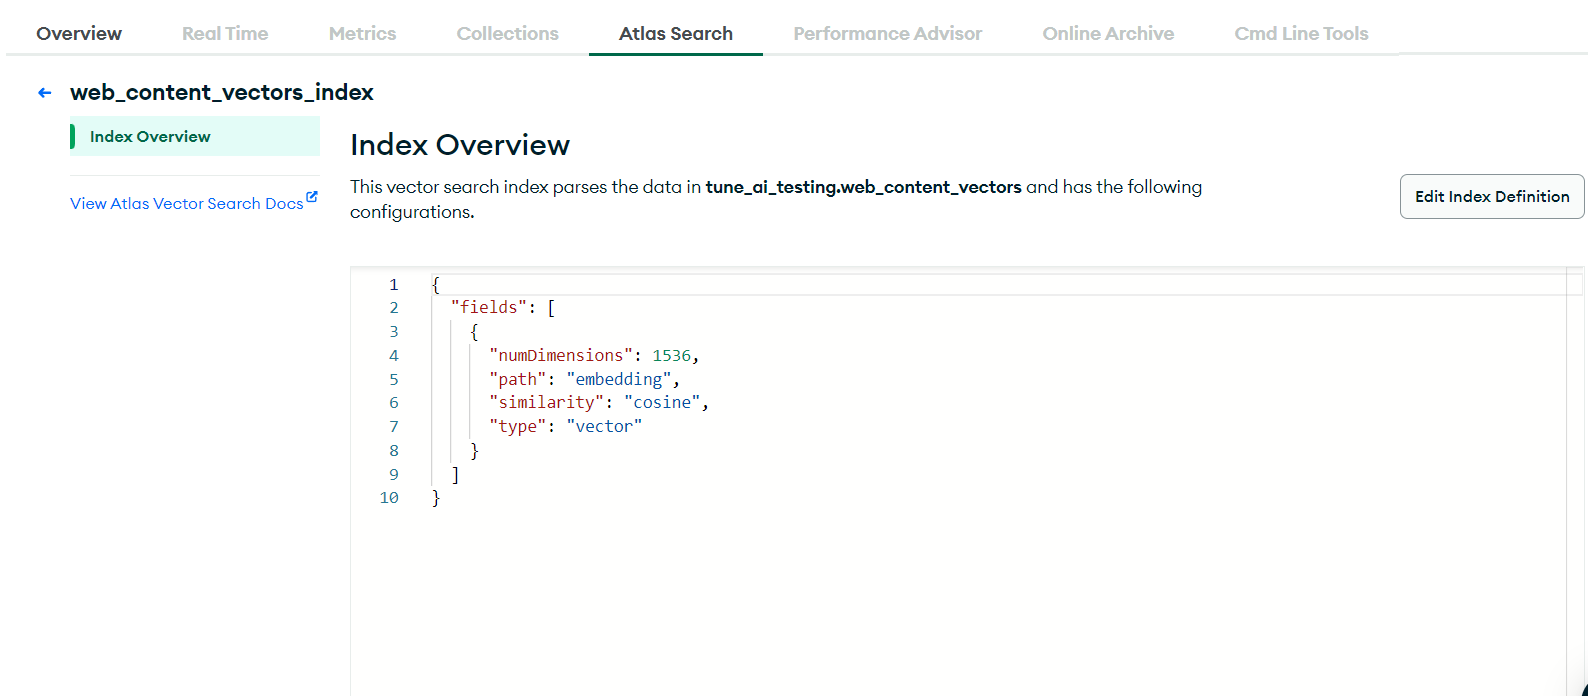 Overview Real Time Metrics Collections Atlas Search Performance Advisor Online Archive Cmd Line Tools
web_content_vectors_index
Index Overview
View Atlas Vector Search Docs
Index Overview
This vector search index parses the data in tune_ai_testing.web_content_vectors and has the following
configurations.
Edit Index Definition
1 {
2 "fields": [
3 {
4 "numDimensions": 1536,
5 "path": "embedding",
6 "similarity": "cosine",
7 "type": "vector"
8 }
9 ]
10 }